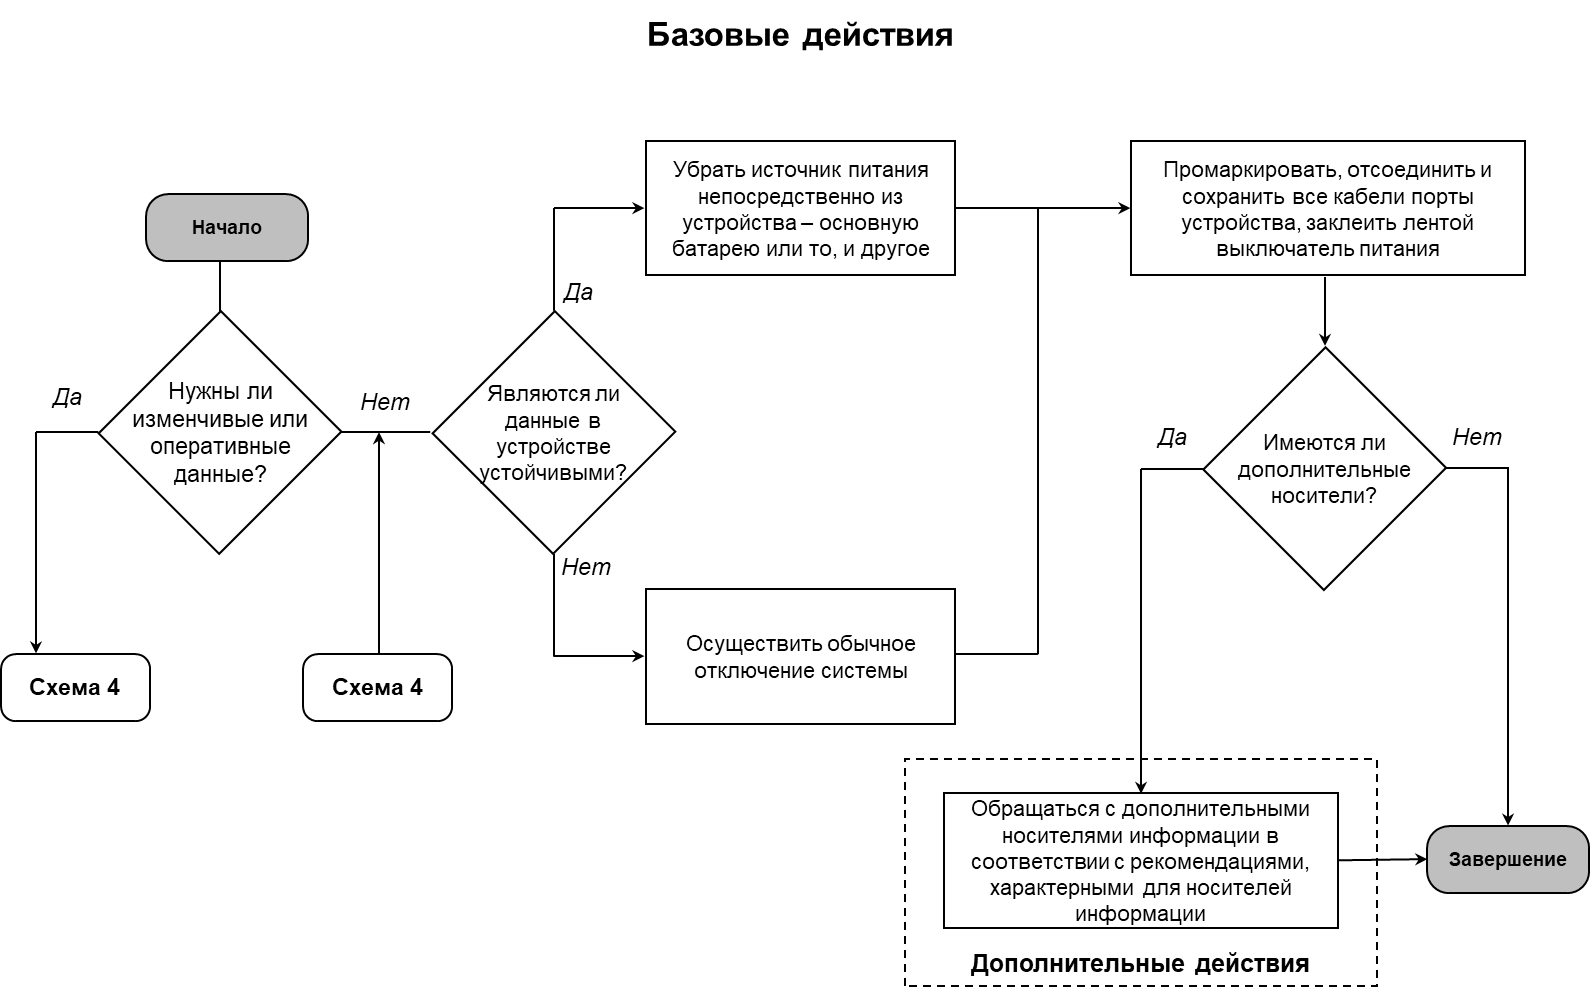 Базовые действия
Начало
Да
Нужны ли
изменчивые или
оперативные
данные?
Нет
Схема 4
Схема 4
Являются ли
данные в
устройстве
устойчивыми?
Да
Нет
Убрать источник питания
непосредственно из
устройства – основную
батарею или то, и другое
Осуществить обычное
отключение системы
Промаркировать, отсоединить и
сохранить все кабели порты
устройства, заклеить лентой
выключатель питания
Да
Имеются ли
дополнительные
носители?
Нет
Обращаться с дополнительными
носителями информации в
соответствии с рекомендациями,
характерными для носителей
информации
Дополнительные действия
Завершение